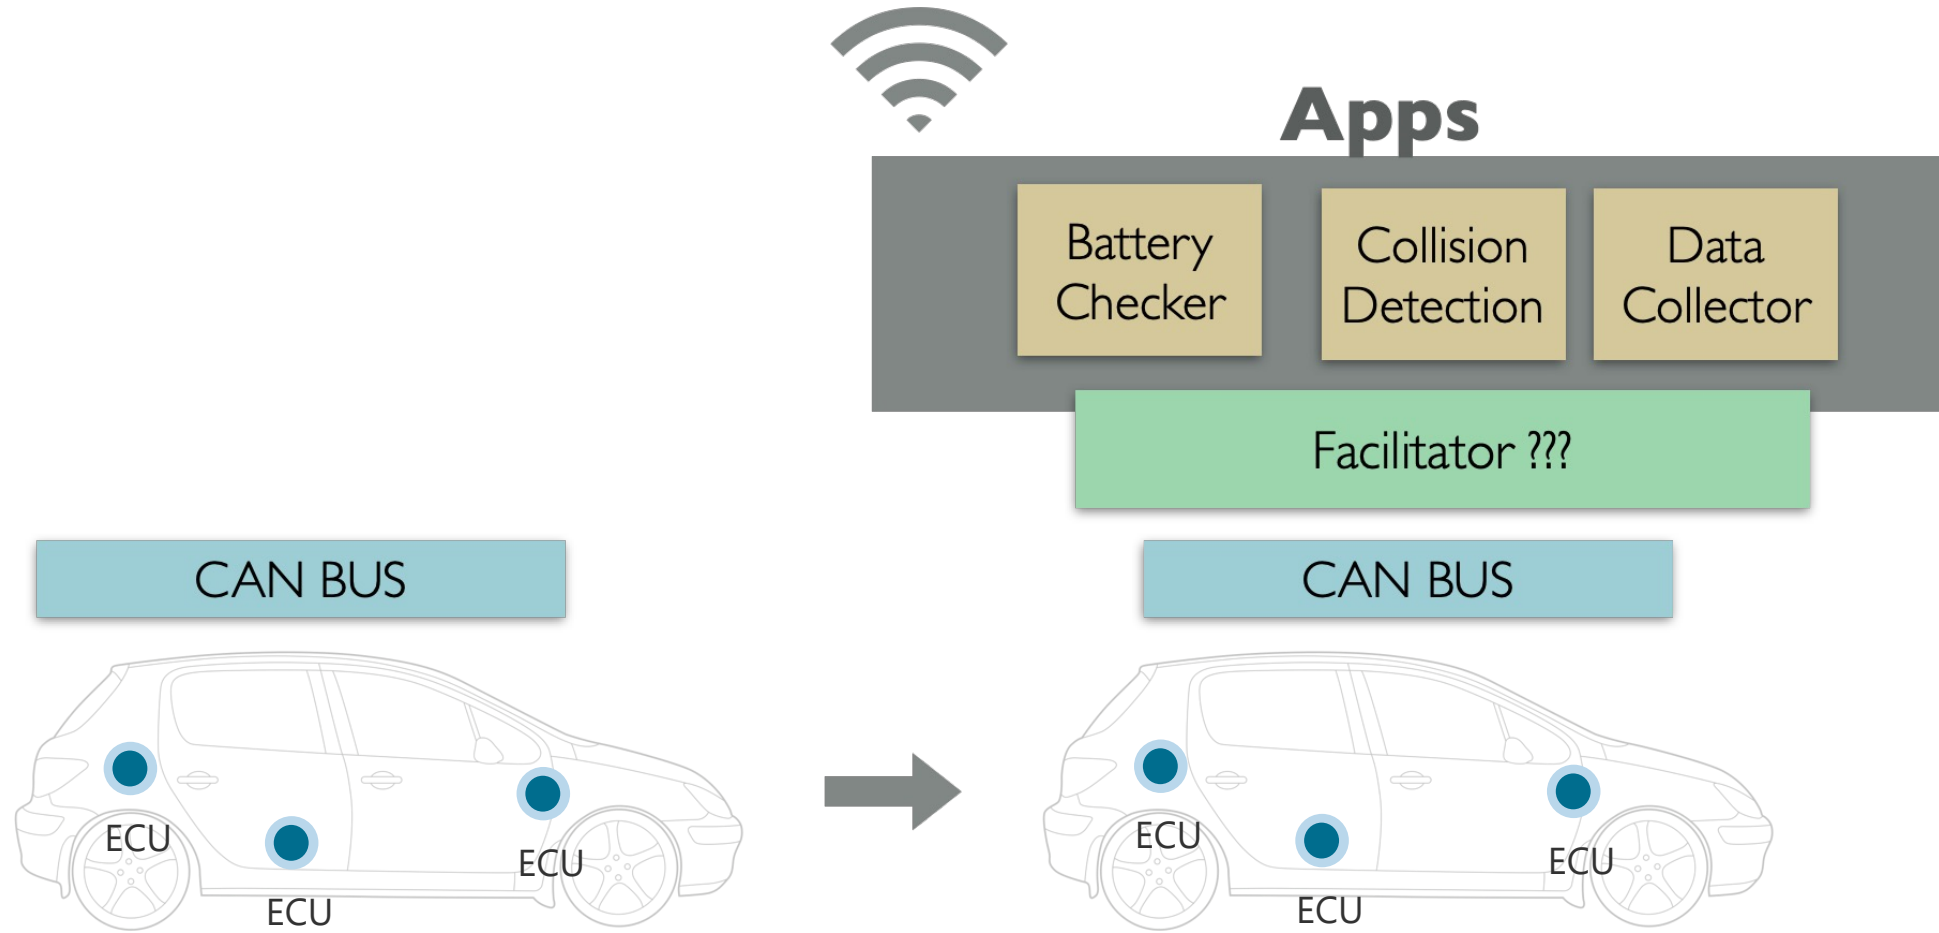 Apps
Battery
Checker
Collision
Detection
Data
Collector
Facilitator ???
CAN BUS
CAN BUS
ECU
ECU
ECU
ECU
ECU
ECU